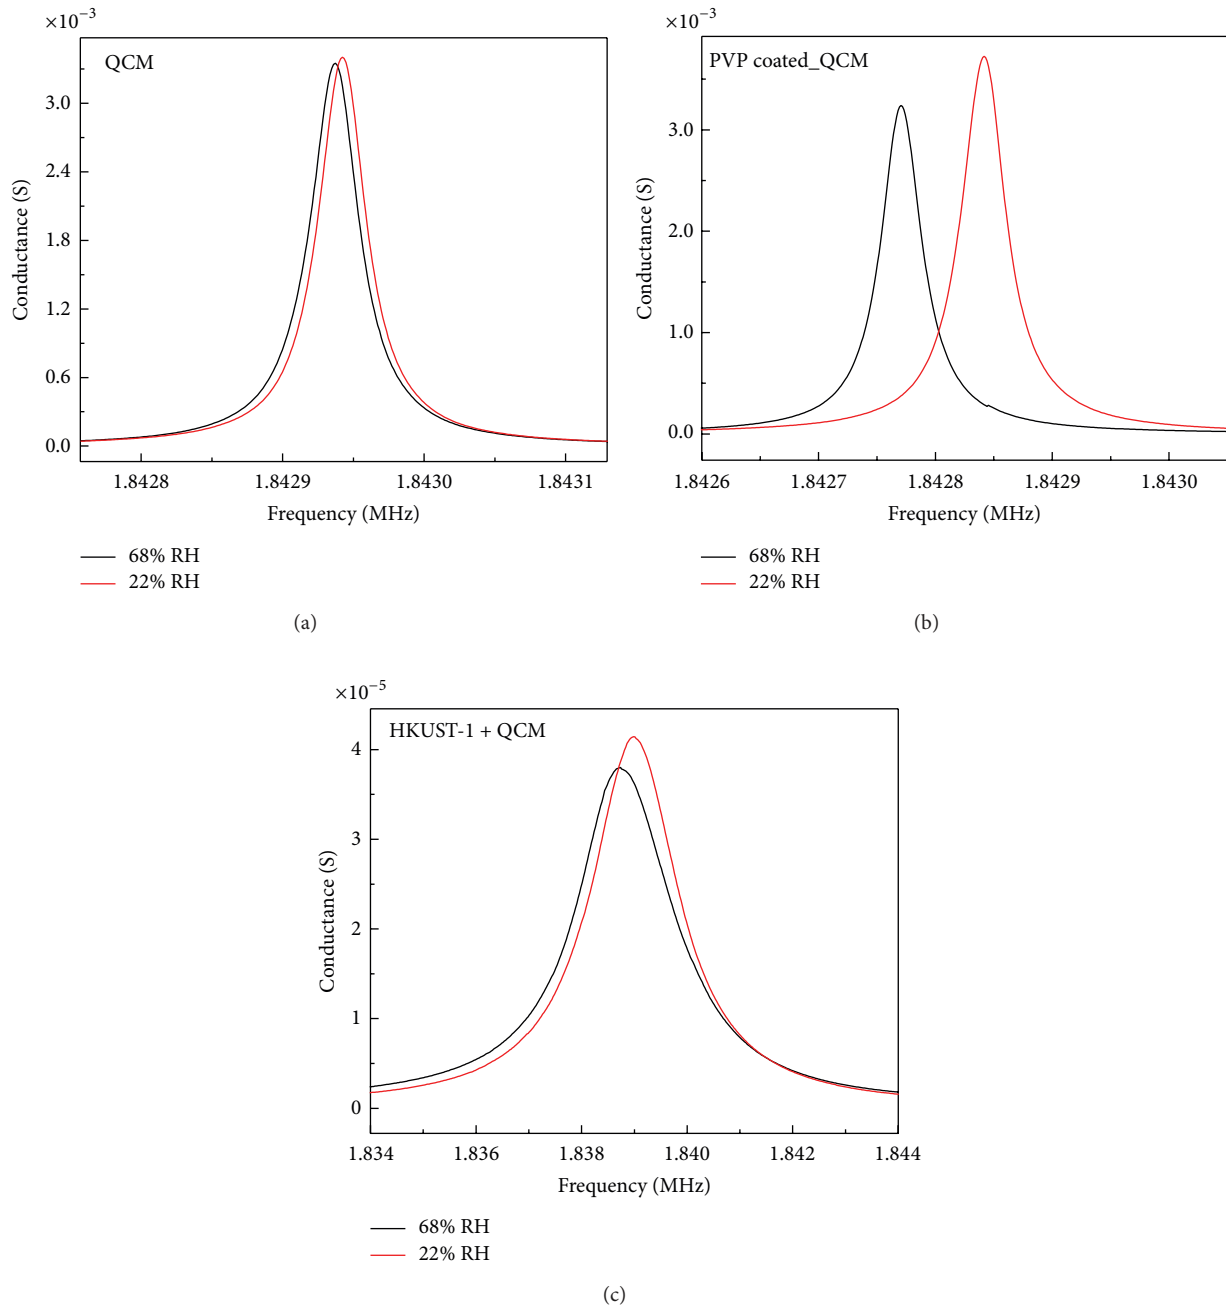 ×10⁻³
QCM
3.0
2.4
1.8
1.2
0.6
0.0
Conductance (S)
1.8428 1.8429 1.8430 1.8431
Frequency (MHz)
68% RH
22% RH
(a)
×10⁻³
PVP coated_QCM
3.0
2.0
1.0
0.0
Conductance (S)
1.8426 1.8427 1.8428 1.8429 1.8430
Frequency (MHz)
68% RH
22% RH
(b)
×10⁻⁵
HKUST-1 + QCM
4
3
2
1
0
Conductance (S)
1.834 1.836 1.838 1.840 1.842 1.844
Frequency (MHz)
68% RH
22% RH
(c)